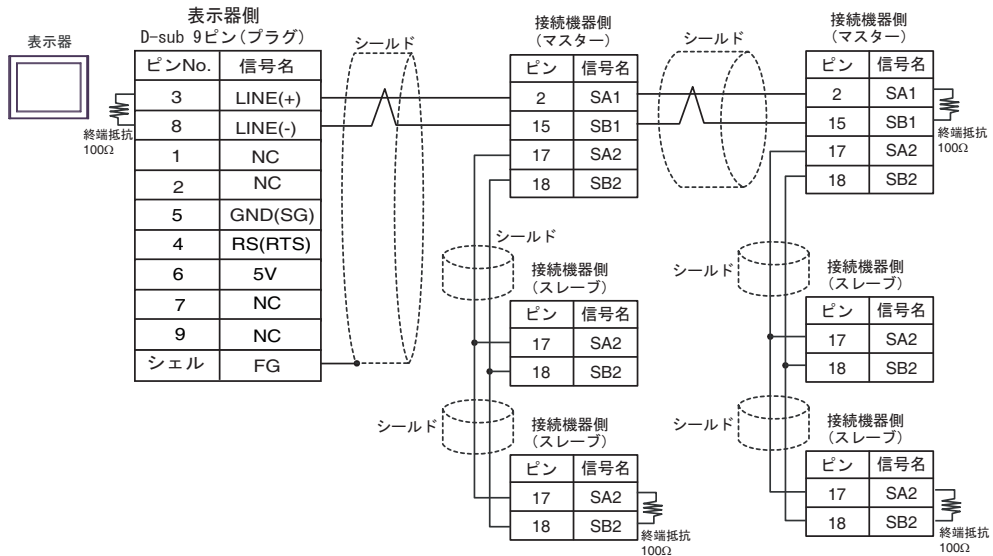 表示器
表示器側
D-sub 9ピン(プラグ)
ピンNo. 信号名
3 LINE(+)
8 LINE(-)
1 NC
2 NC
5 GND(SG)
4 RS(RTS)
6 5V
7 NC
9 NC
シェル FG
終端抵抗
100Ω
シールド
接続機器側
(マスター)
ピン 信号名
2 SA1
15 SB1
17 SA2
18 SB2
シールド
接続機器側
(マスター)
ピン 信号名
2 SA1
15 SB1
17 SA2
18 SB2
終端抵抗
100Ω
シールド
接続機器側
(スレーブ)
ピン 信号名
17 SA2
18 SB2
シールド
接続機器側
(スレーブ)
ピン 信号名
17 SA2
18 SB2
シールド
接続機器側
(スレーブ)
ピン 信号名
17 SA2
18 SB2
終端抵抗
100Ω
シールド
接続機器側
(スレーブ)
ピン 信号名
17 SA2
18 SB2
終端抵抗
100Ω